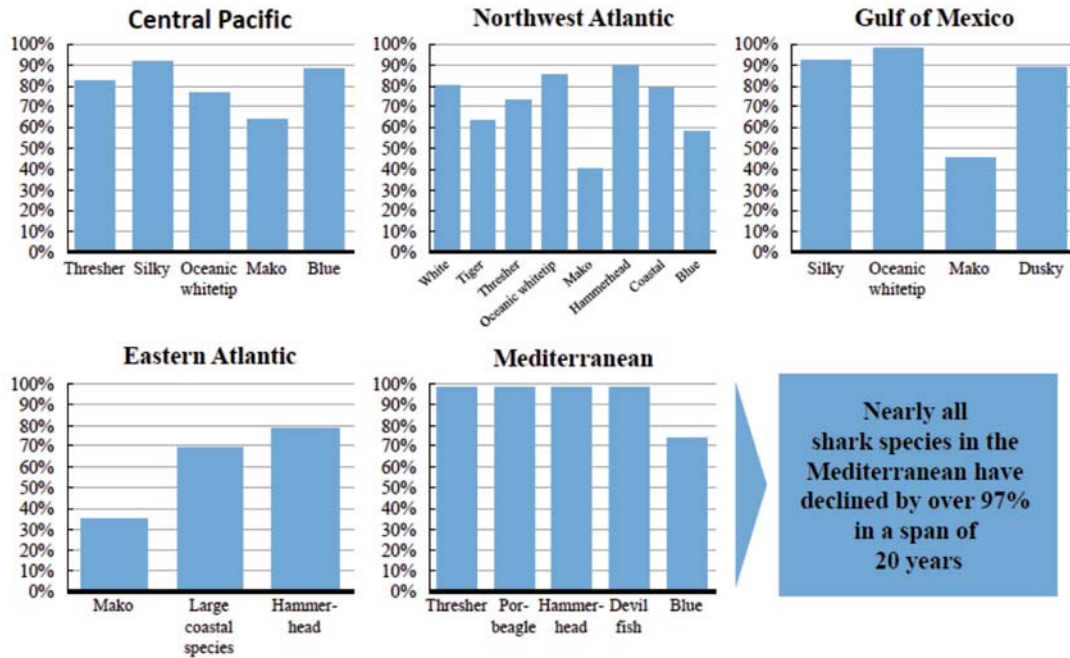 Central Pacific
100%
90%
80%
70%
60%
50%
40%
30%
20%
10%
0%
Thresher Silky Oceanic Mako Blue
whitetip
Northwest Atlantic
100%
90%
80%
70%
60%
50%
40%
30%
20%
10%
0%
White
Tiger
Thresher
Oceanic whitetip
Mako
Hammerhead
Coastal
Blue
Gulf of Mexico
100%
90%
80%
70%
60%
50%
40%
30%
20%
10%
0%
Silky Oceanic Mako Dusky
whitetip
Eastern Atlantic
100%
90%
80%
70%
60%
50%
40%
30%
20%
10%
0%
Mako Large Hammer-
coastal head
species
Mediterranean
100%
90%
80%
70%
60%
50%
40%
30%
20%
10%
0%
Thresher Por- Hammer- Devil Blue
beagle head fish
Nearly all
shark species in the
Mediterranean have
declined by over 97%
in a span of
20 years